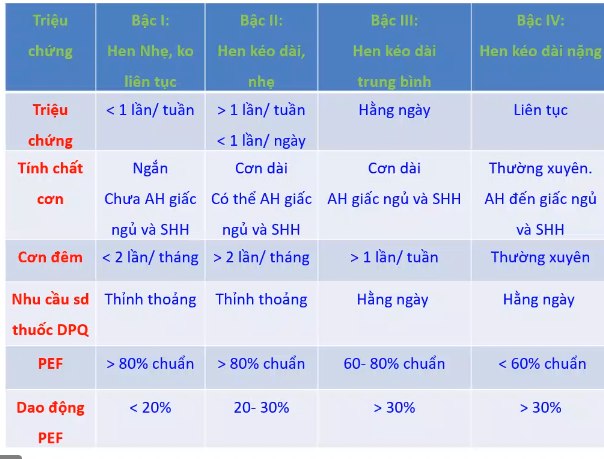 Triệu chứng
Bậc I: Hen Nhẹ, ko liên tục
Bậc II: Hen kéo dài, nhẹ
Bậc III: Hen kéo dài trung bình
Bậc IV: Hen kéo dài nặng
Triệu chứng
< 1 lần/ tuần
> 1 lần/ tuần
< 1 lần/ ngày
Hằng ngày
Liên tục
Tính chất cơn
Ngắn
Chưa AH giấc ngủ và SHH
Cơn dài
Có thể AH giấc ngủ và SHH
Cơn dài
AH giấc ngủ và SHH
Thường xuyên.
AH đến giấc ngủ và SHH
Cơn đêm
< 2 lần/ tháng
> 2 lần/ tháng
> 1 lần/ tuần
Thường xuyên
Nhu cầu sd thuốc DPQ
Thỉnh thoảng
Thỉnh thoảng
Hằng ngày
Hằng ngày
PEF
> 80% chuẩn
> 80% chuẩn
60- 80% chuẩn
< 60% chuẩn
Dao động PEF
< 20%
20- 30%
> 30%
> 30%